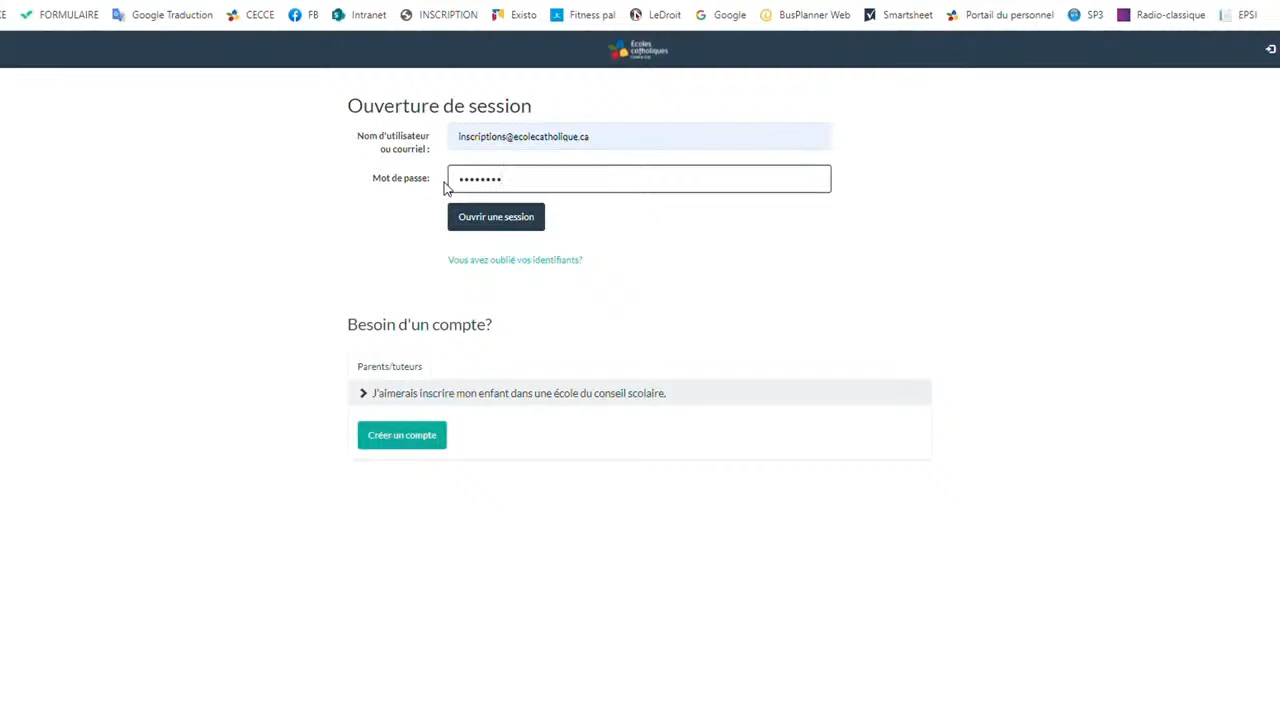 CE FORMULAIRE Google Traduction CECCE FB Intranet INSCRIPTION Existo Fitness pal LeDroit Google BusPlanner Web Smartsheet Portail du personnel SP3 Radio-classique EPSI
Écoles
catholiques
Ouverture de session
Nom d'utilisateur
ou courriel :
inscriptions@ecolecatholique.ca
Mot de passe: ••••••••
Ouvrir une session
Vous avez oublié vos identifiants?
Besoin d'un compte?
Parents/tuteurs
J'aimerais inscrire mon enfant dans une école du conseil scolaire.
Créer un compte